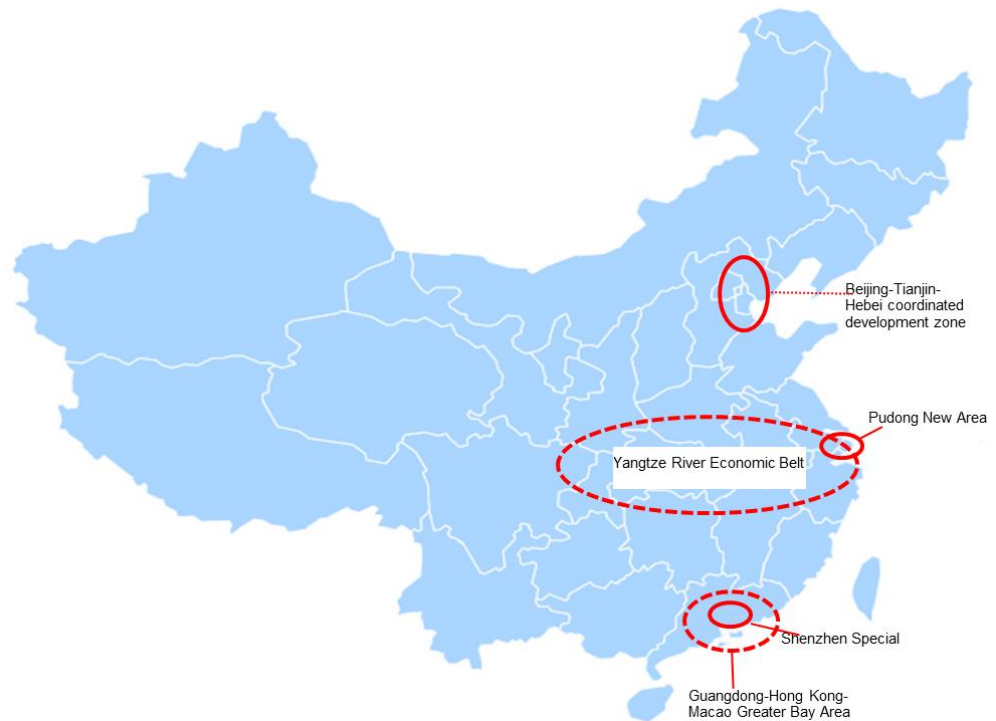 Beijing-Tianjin-
Hebei coordinated
development zone
Pudong New Area
Yangtze River Economic Belt
Shenzhen Special
Guangdong-Hong Kong-
Macao Greater Bay Area